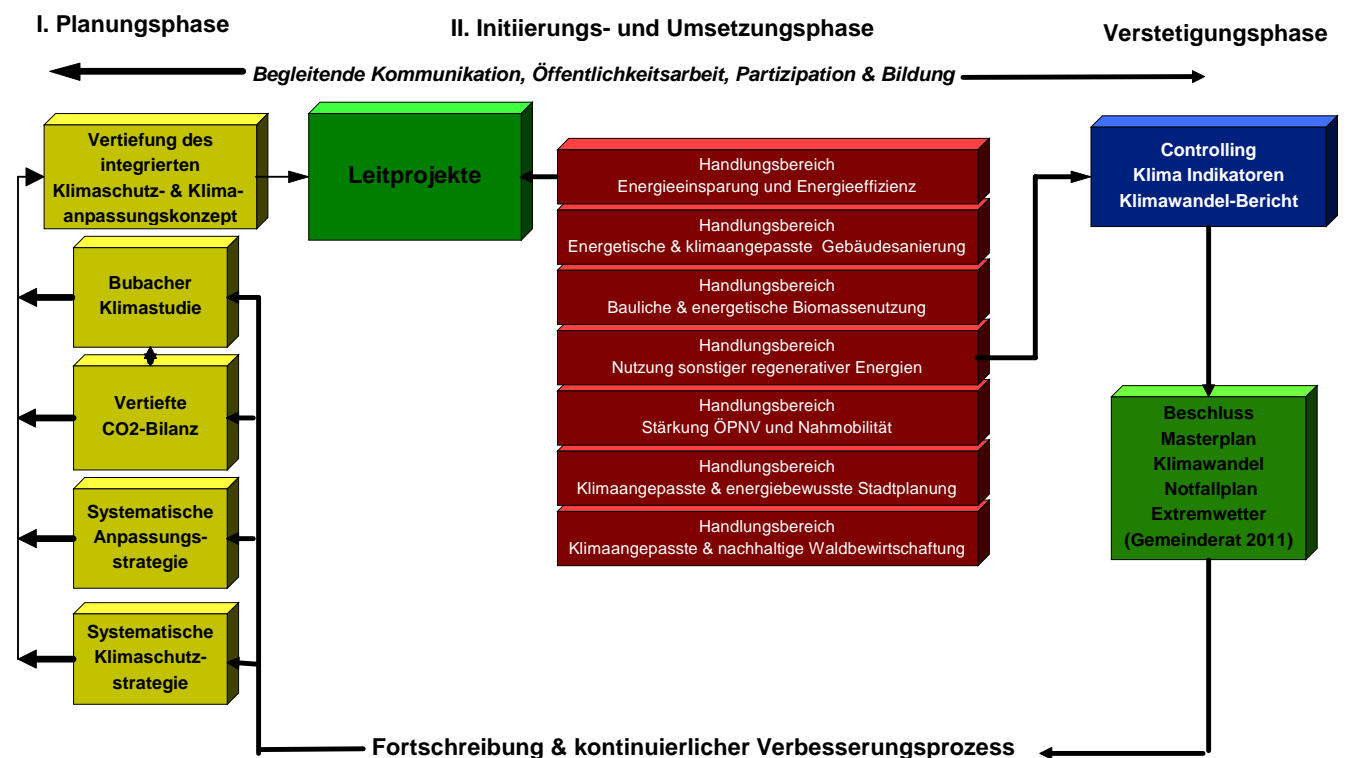 I. Planungsphase
II. Initiierungs- und Umsetzungsphase
Verstetigungsphase
Begleitende Kommunikation, Öffentlichkeitsarbeit, Partizipation & Bildung
Vertiefung des
integrierten
Klimaschutz- & Klima-
anpassungskonzept
Bubacher
Klimastudie
Vertiefte
CO2-Bilanz
Systematische
Anpassungs-
strategie
Systematische
Klimaschutz-
strategie
Leitprojekte
Handlungsbereich
Energieeinsparung und Energieeffizienz
Handlungsbereich
Energetische & klimaangepasste Gebäudesanierung
Handlungsbereich
Bauliche & energetische Biomassenutzung
Handlungsbereich
Nutzung sonstiger regenerativer Energien
Handlungsbereich
Stärkung ÖPNV und Nahmobilität
Handlungsbereich
Klimaangepasste & energiebewusste Stadtplanung
Handlungsbereich
Klimaangepasste & nachhaltige Waldbewirtschaftung
Controlling
Klima Indikatoren
Klimawandel-Bericht
Beschluss
Masterplan
Klimawandel
Notfallplan
Extremwetter
(Gemeinderat 2011)
Fortschreibung & kontinuierlicher Verbesserungsprozess